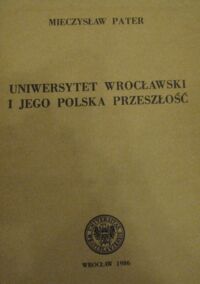 MIECZYSŁAW PATER
UNIWERSYTET WROCŁAWSKI
I JEGO POLSKA PRZESZŁOŚĆ
WROCŁAW 1986